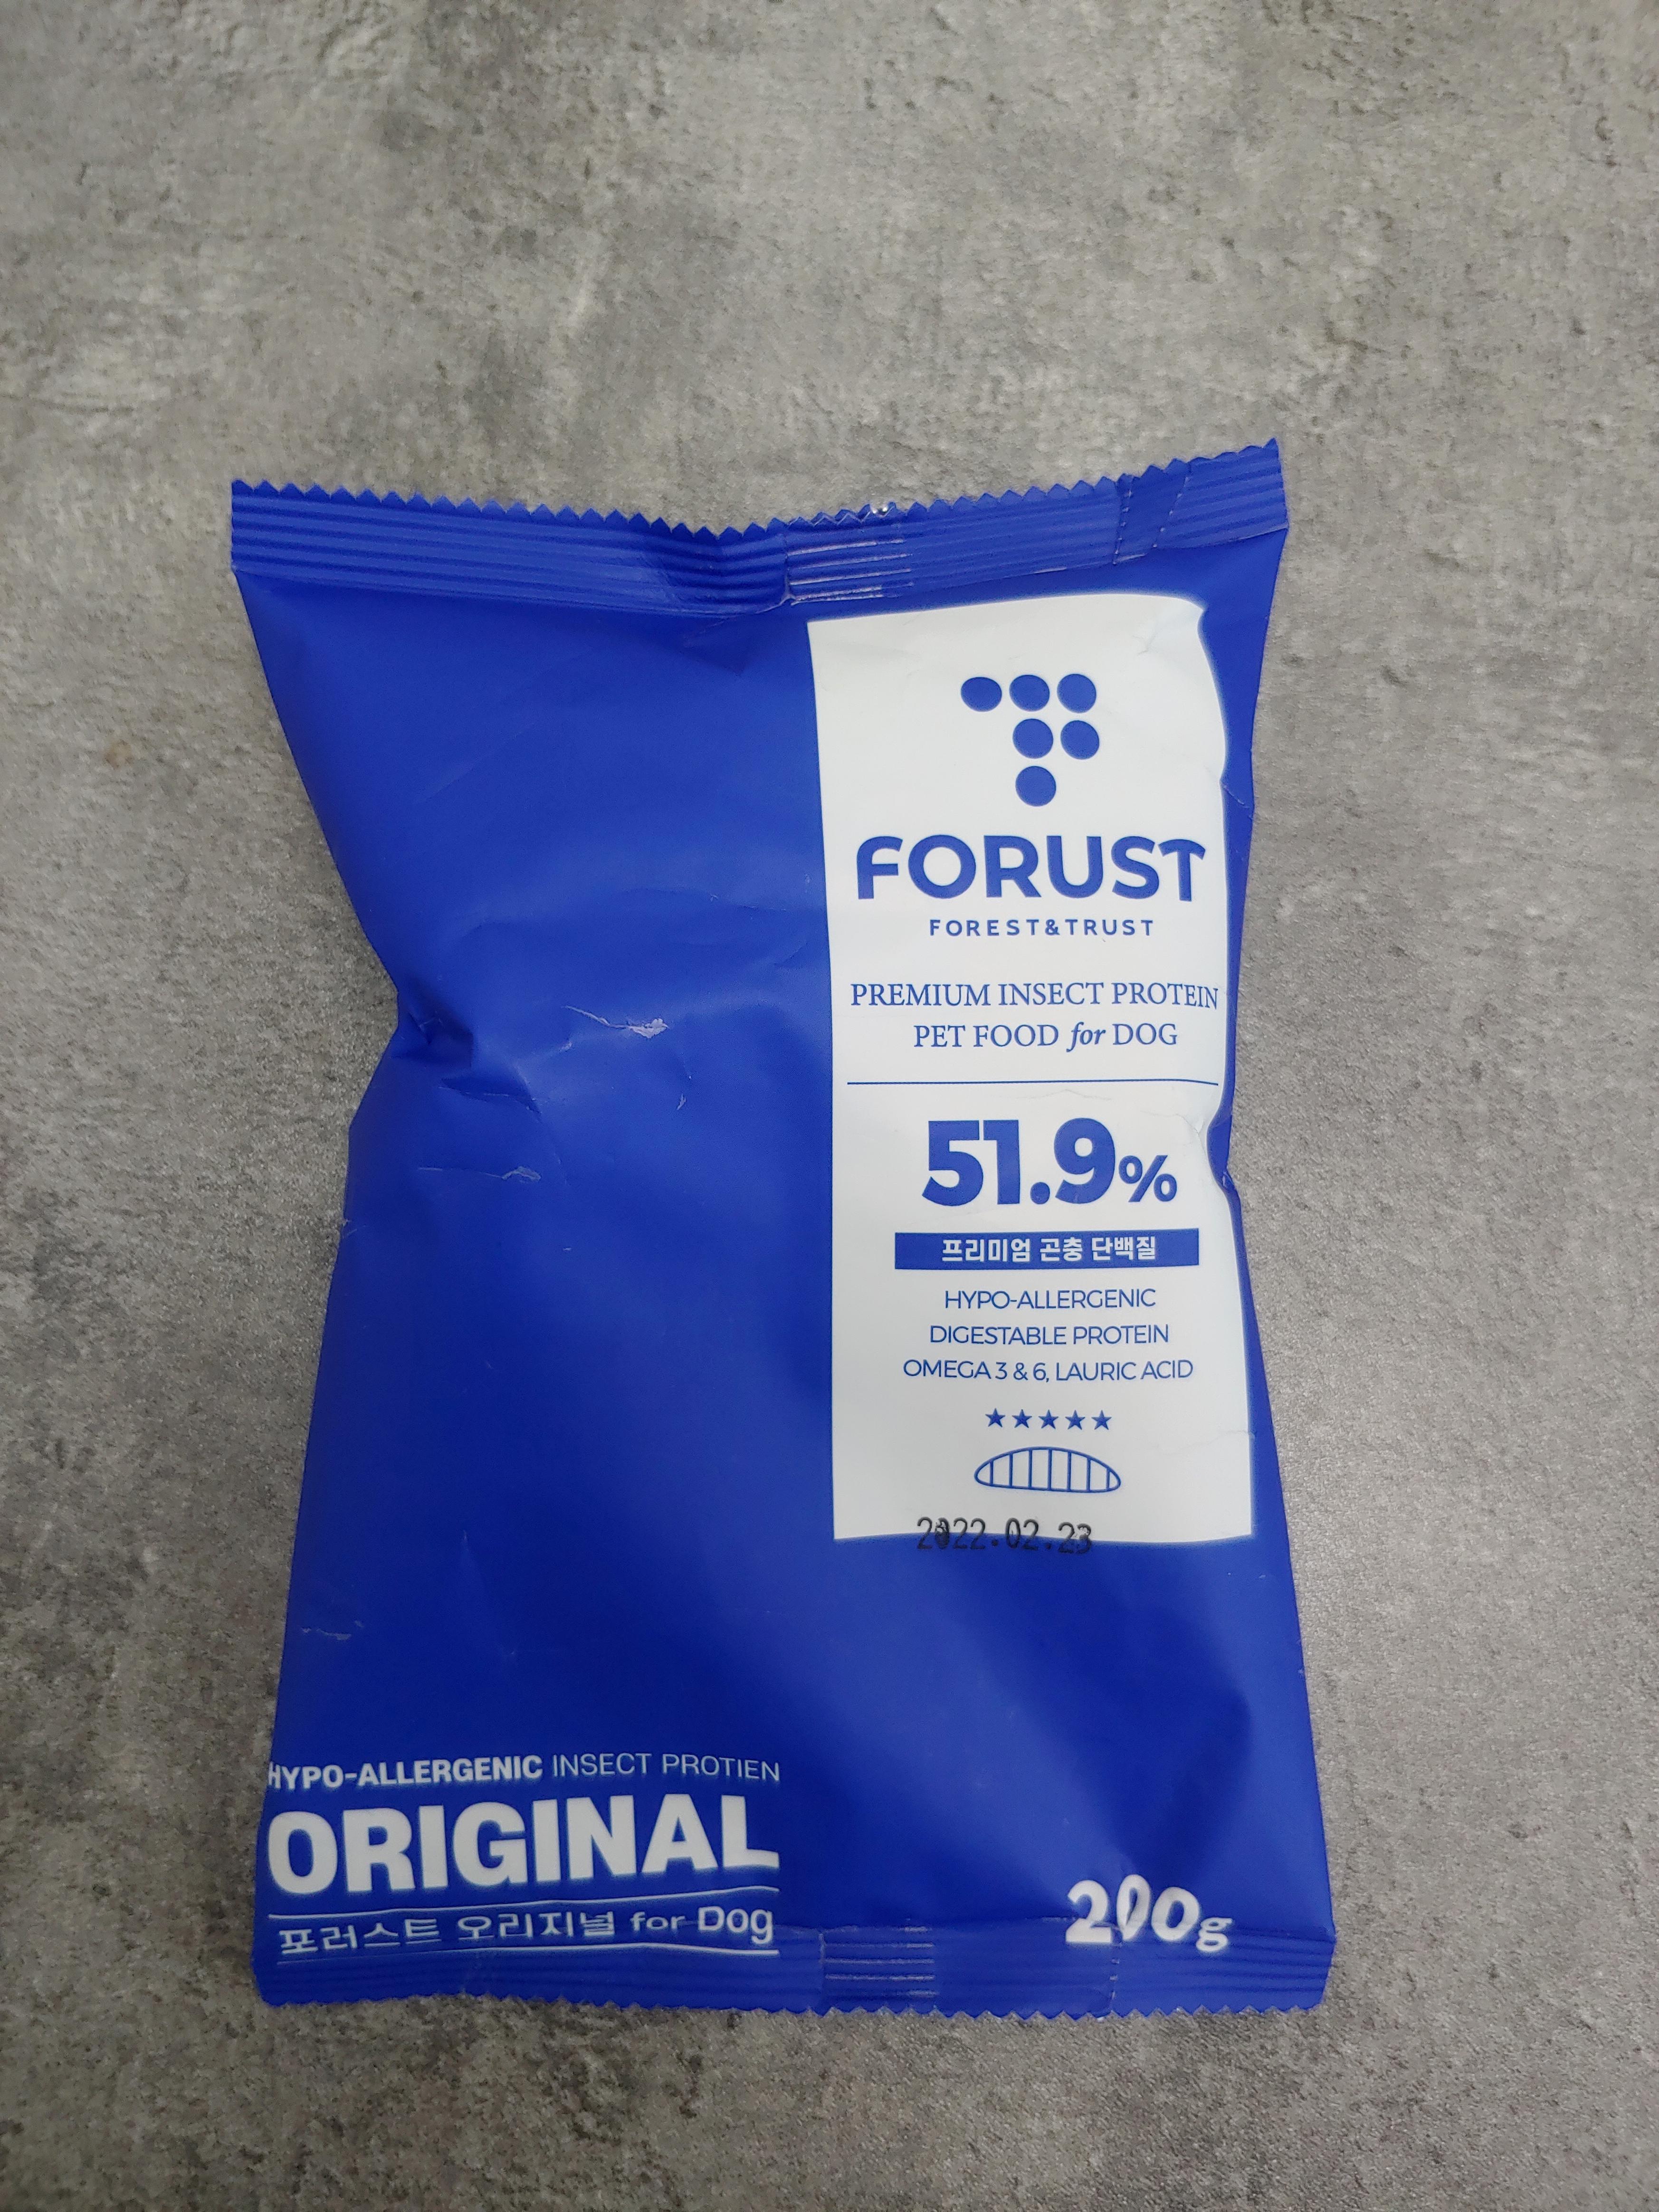 FORUST
FOREST&TRUST
PREMIUM INSECT PROTEIN
PET FOOD for DOG
51.9%
프리미엄 곤충 단백질
HYPO-ALLERGENIC
DIGESTABLE PROTEIN
OMEGA 3 & 6, LAURIC ACID
2022.02.23
HYPO-ALLERGENIC INSECT PROTIEN
ORIGINAL
포러스트 오리지널 for Dog
200g